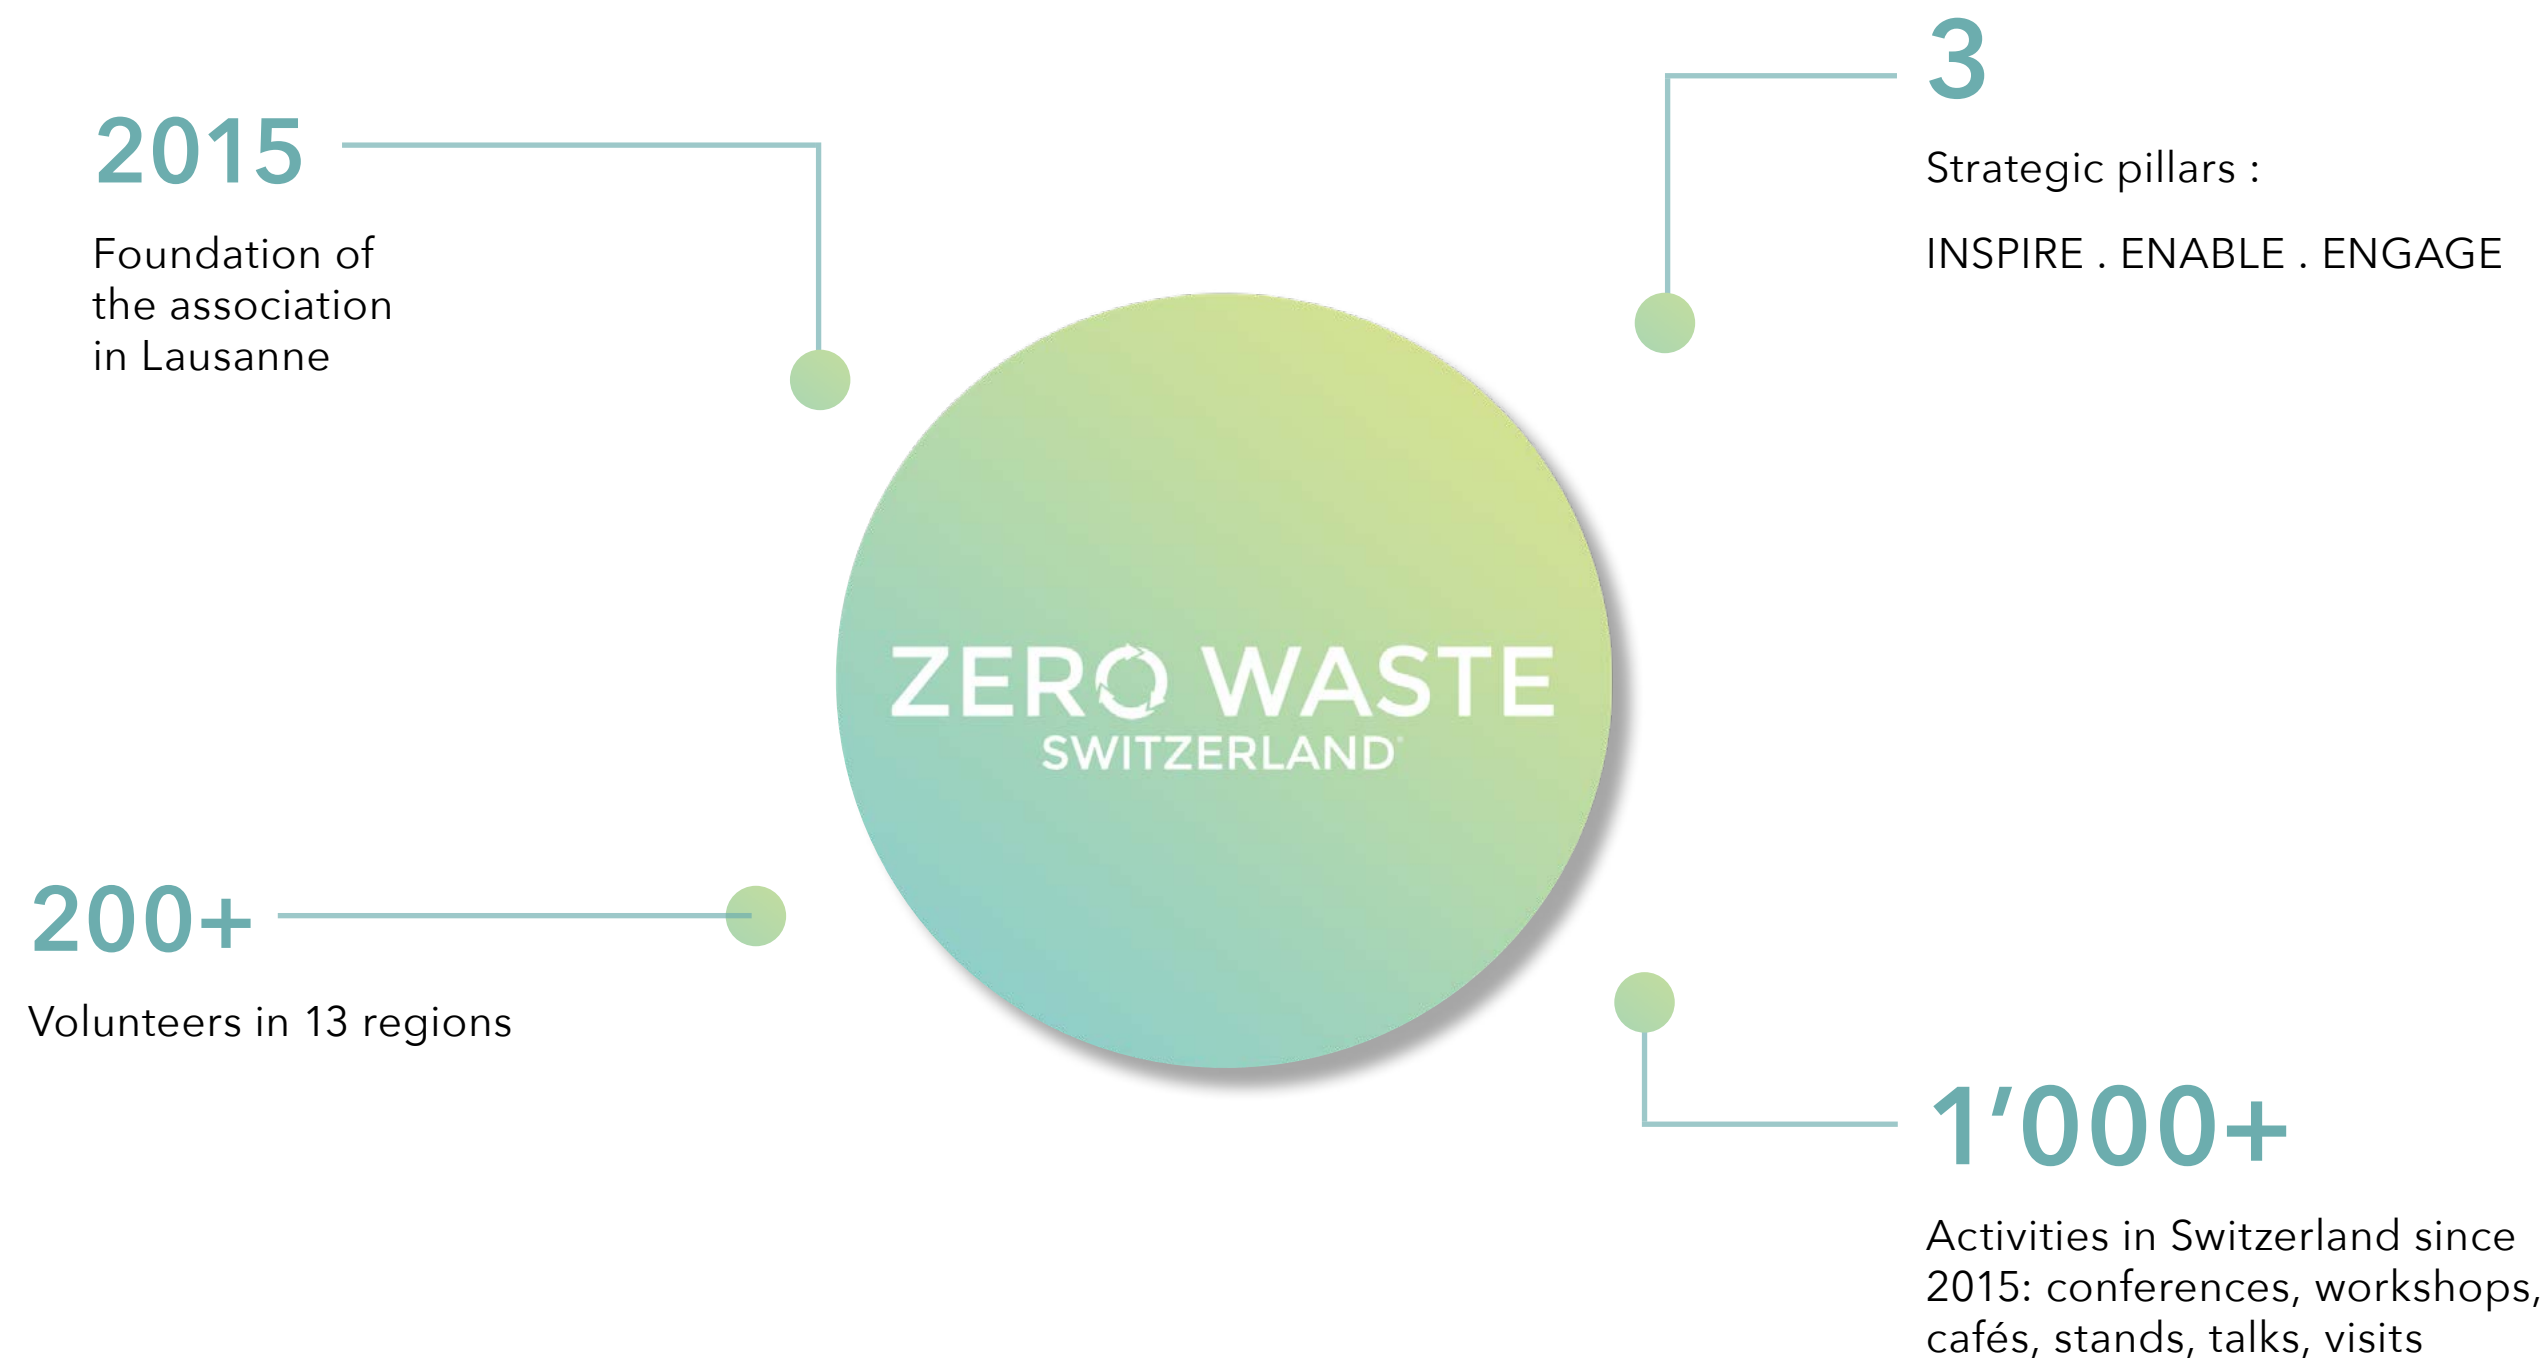 2015
Foundation of
the association
in Lausanne
3
Strategic pillars :
INSPIRE . ENABLE . ENGAGE
ZERO WASTE
SWITZERLAND
200+
Volunteers in 13 regions
1’000+
Activities in Switzerland since
2015: conferences, workshops,
cafés, stands, talks, visits